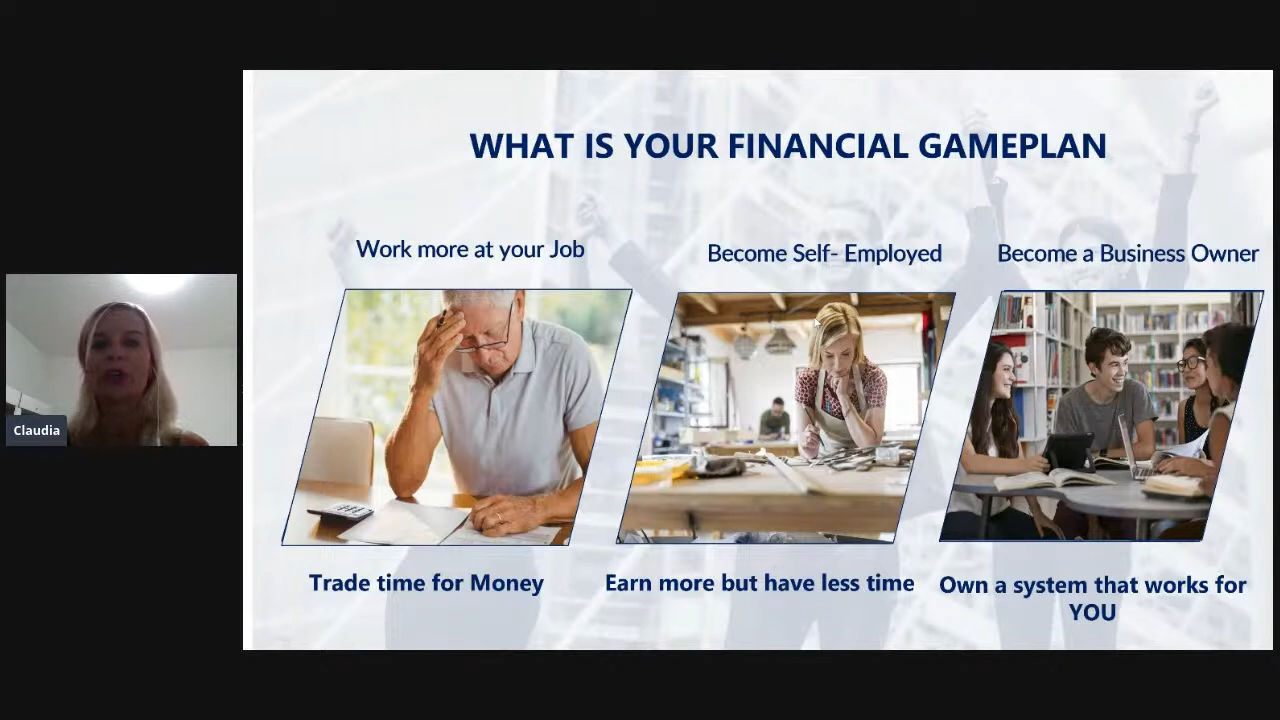 WHAT IS YOUR FINANCIAL GAMEPLAN
Work more at your Job
Become Self- Employed
Become a Business Owner
Trade time for Money
Earn more but have less time
Own a system that works for
YOU
Claudia